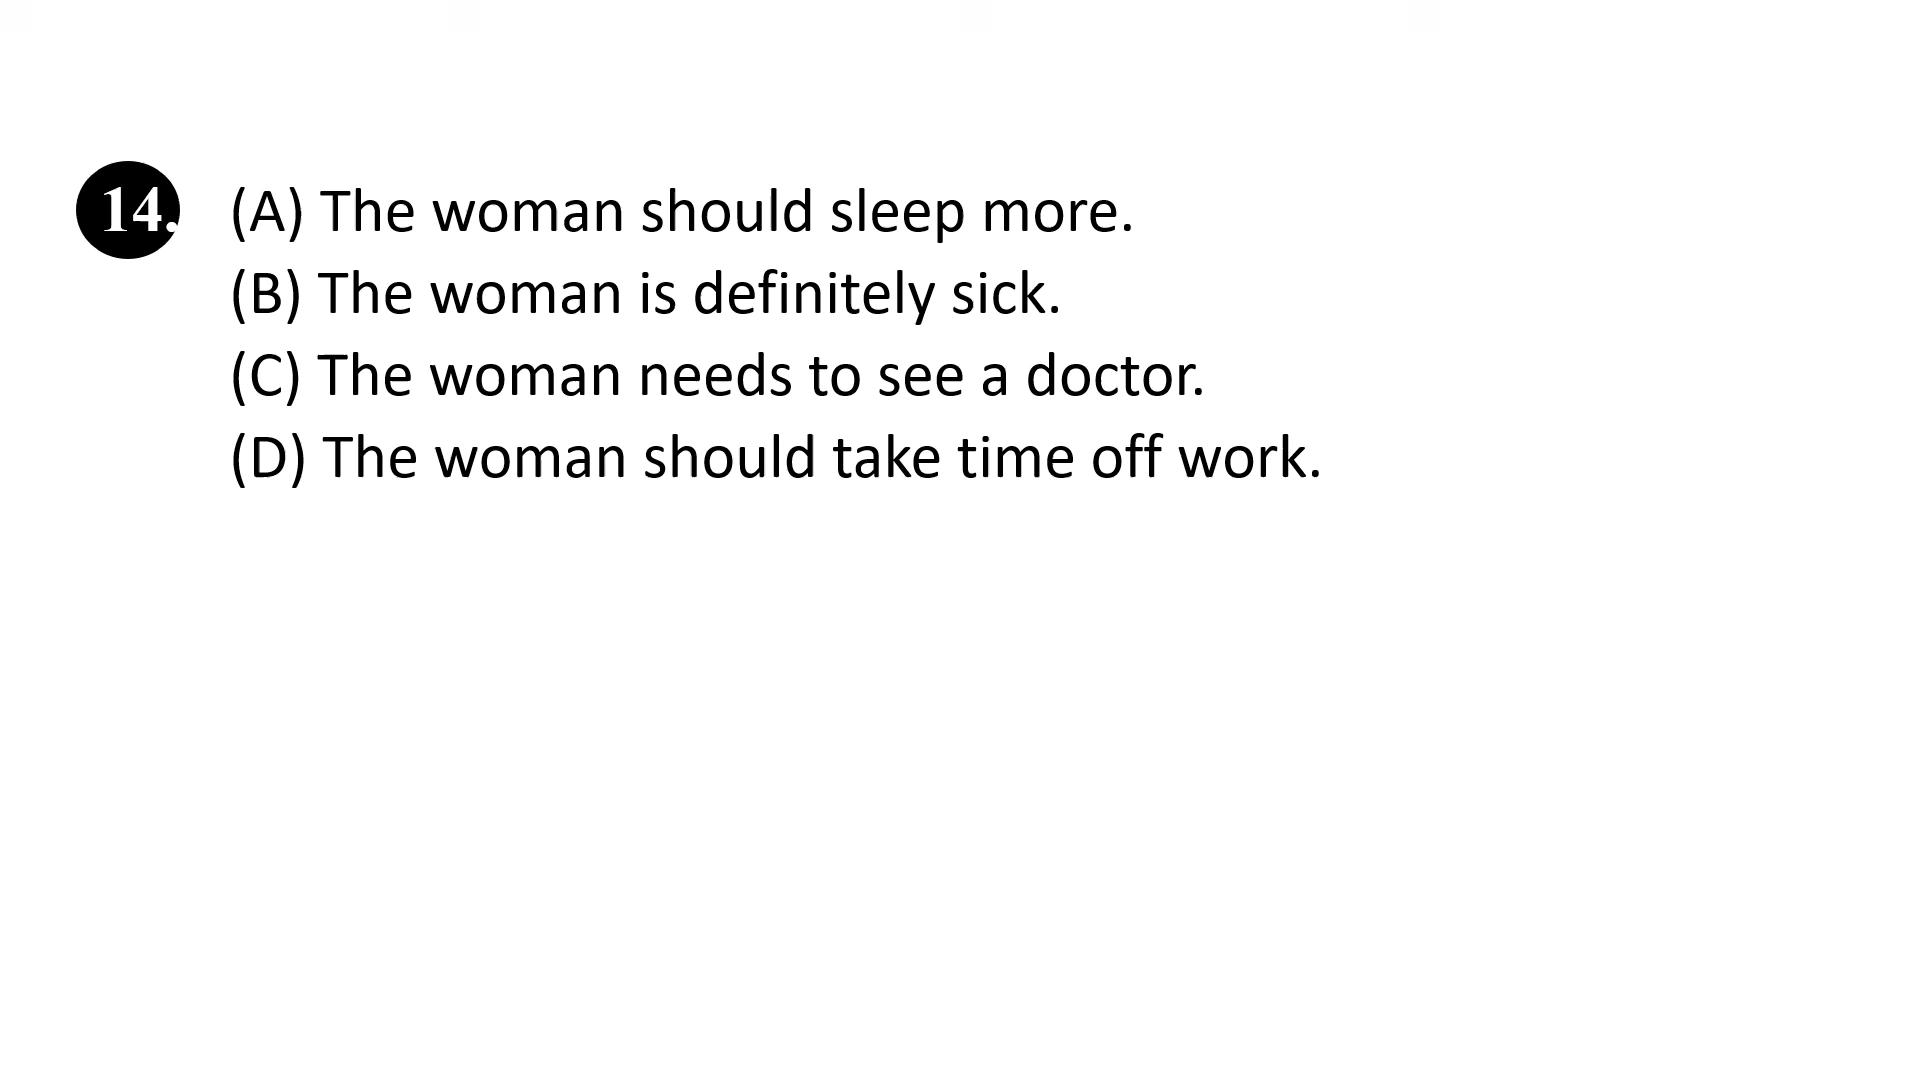 14. (A) The woman should sleep more.
(B) The woman is definitely sick.
(C) The woman needs to see a doctor.
(D) The woman should take time off work.